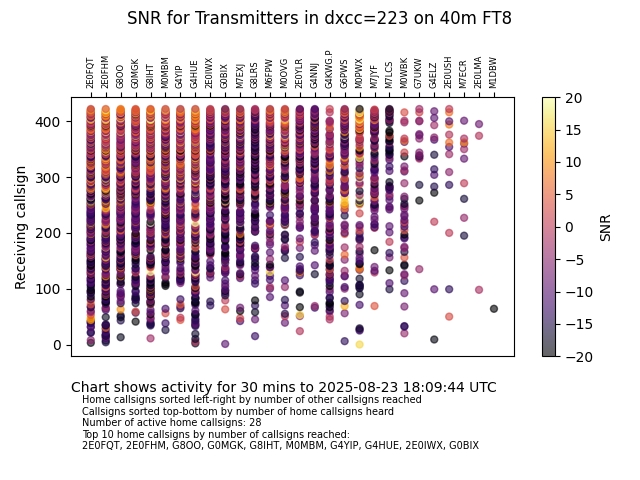 SNR for Transmitters in dxcc=223 on 40m FT8
2E0FQT 2E0FHM G8OO G0MGK G8IHT M0MBM G4YIP G4HUE 2E0IWX G0BIX M7EXJ G8LRS M6FPW M0OVG 2E0YLR G4NNJ G4KWG.P G6PWS M0PWX M7JYF M7LCS M0WBK G7UKW G4ELZ 2E0USH M7ECR 2E0LMA M1DBW
Receiving callsign
400
300
200
100
0
20
15
10
5
0
−5
−10
−15
−20
SNR
Chart shows activity for 30 mins to 2025-08-23 18:09:44 UTC
Home callsigns sorted left-right by number of other callsigns reached
Callsigns sorted top-bottom by number of home callsigns heard
Number of active home callsigns: 28
Top 10 home callsigns by number of callsigns reached:
2E0FQT, 2E0FHM, G8OO, G0MGK, G8IHT, M0MBM, G4YIP, G4HUE, 2E0IWX, G0BIX